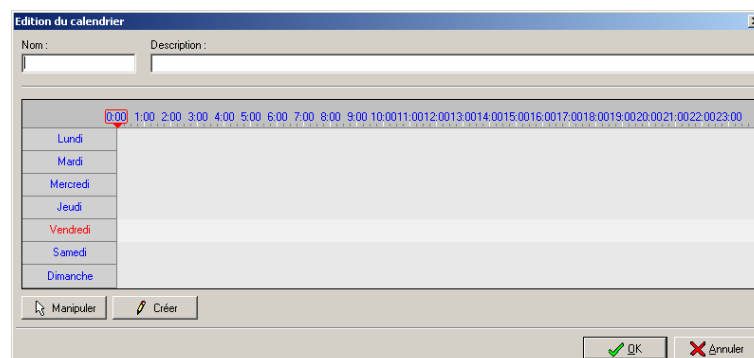 Edition du calendrier
Nom :
Description :
0:00 1:00 2:00 3:00 4:00 5:00 6:00 7:00 8:00 9:00 10:0011:0012:0013:0014:0015:0016:0017:0018:0019:0020:0021:0022:0023:00
Lundi
Mardi
Mercredi
Jeudi
Vendredi
Samedi
Dimanche
Manipuler
Créer
OK
Annuler